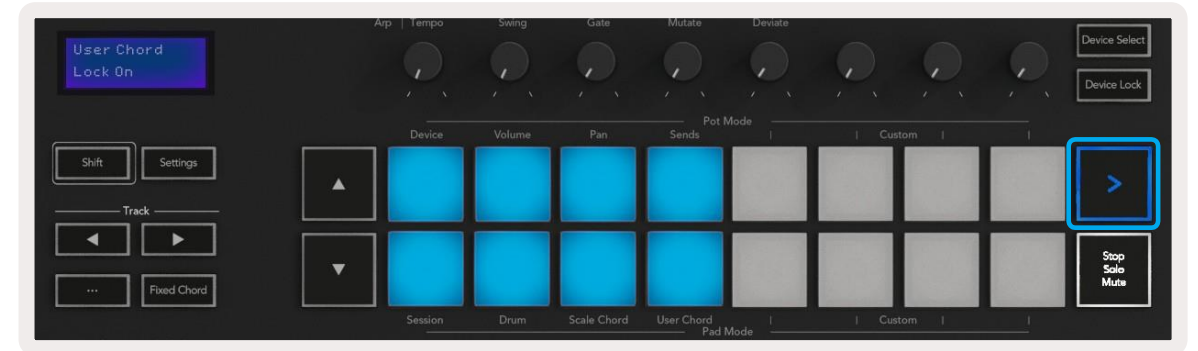 Arp | Tempo Swing Gate Mutate Deviate
User Chord
Lock On
Device Select
Device Lock
Pot Mode
Device Volume Pan Sends | | Custom | |
Shift Settings
▲
>
Track
◀ ▶
▼
Stop
Solo
Mute
... Fixed Chord
Session Drum Scale Chord User Chord | | Custom | |
Pad Mode